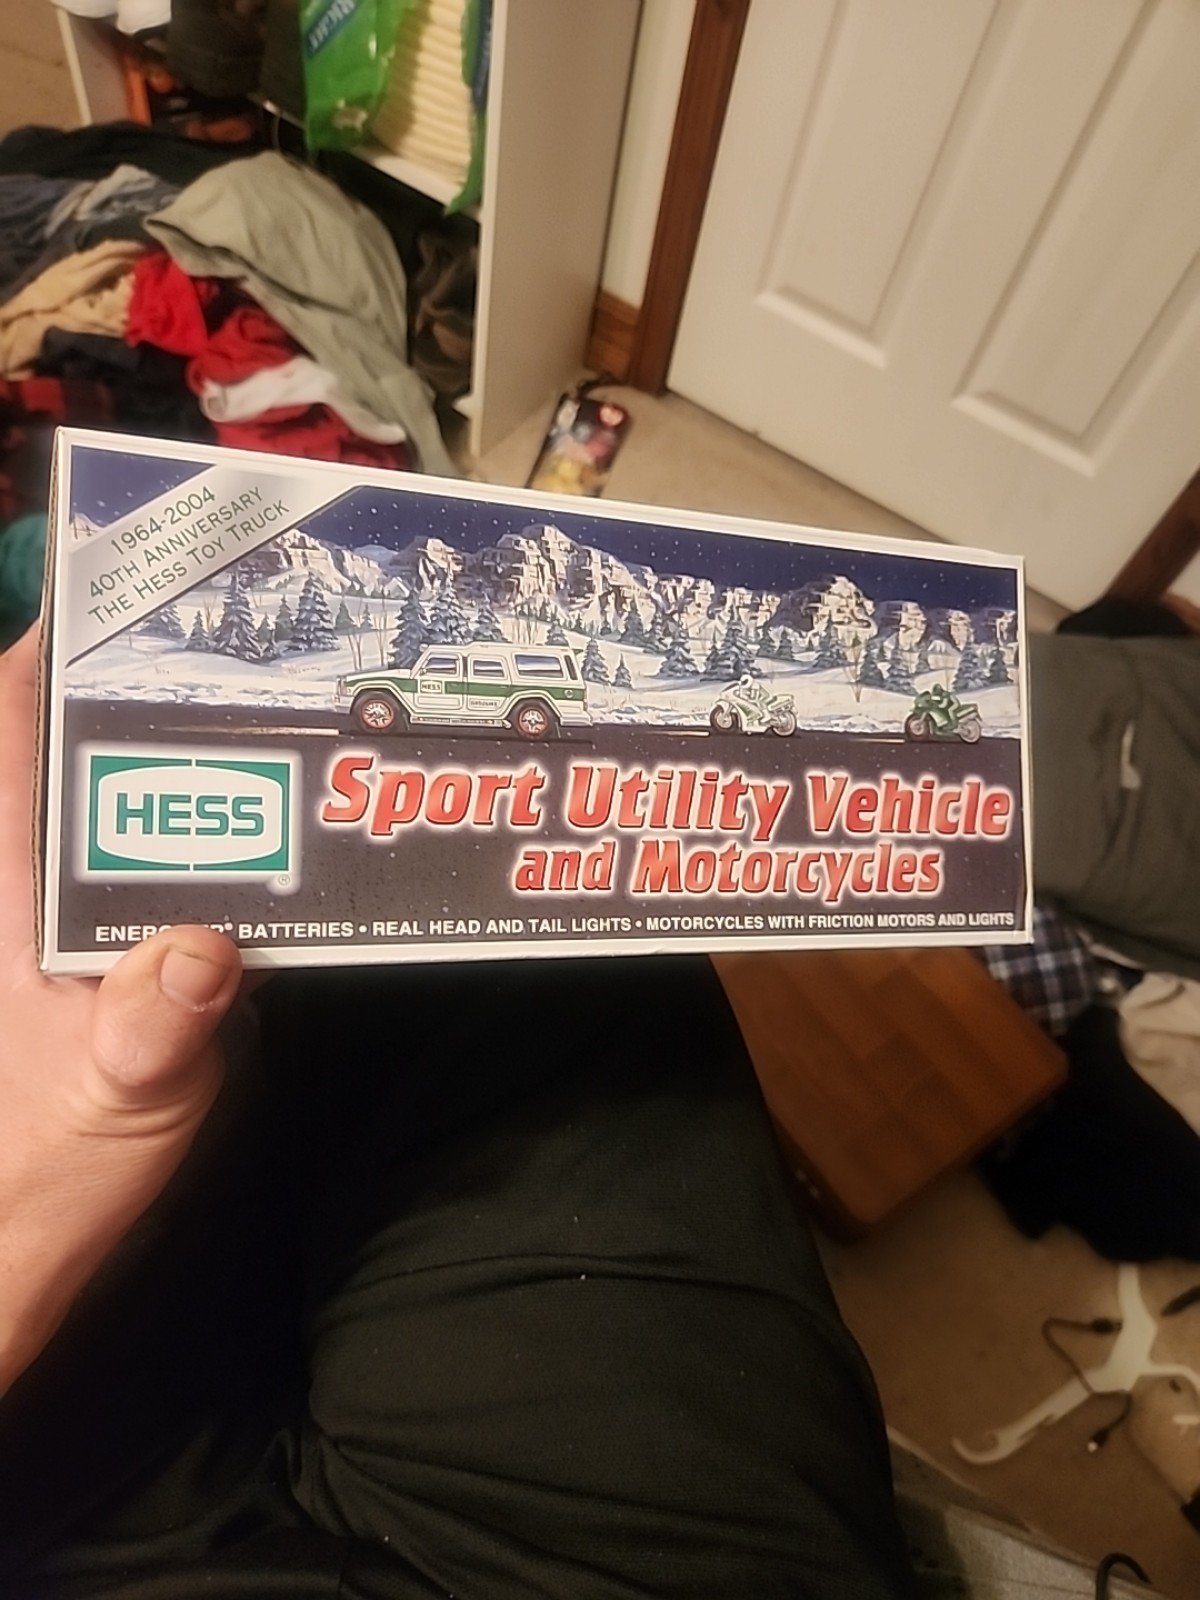 1964-2004
40TH ANNIVERSARY
THE HESS TOY TRUCK
HESS
HESS
®
Sport Utility Vehicle
and Motorcycles
BATTERIES • REAL HEAD AND TAIL LIGHTS • MOTORCYCLES WITH FRICTION MOTORS AND LIGHTS